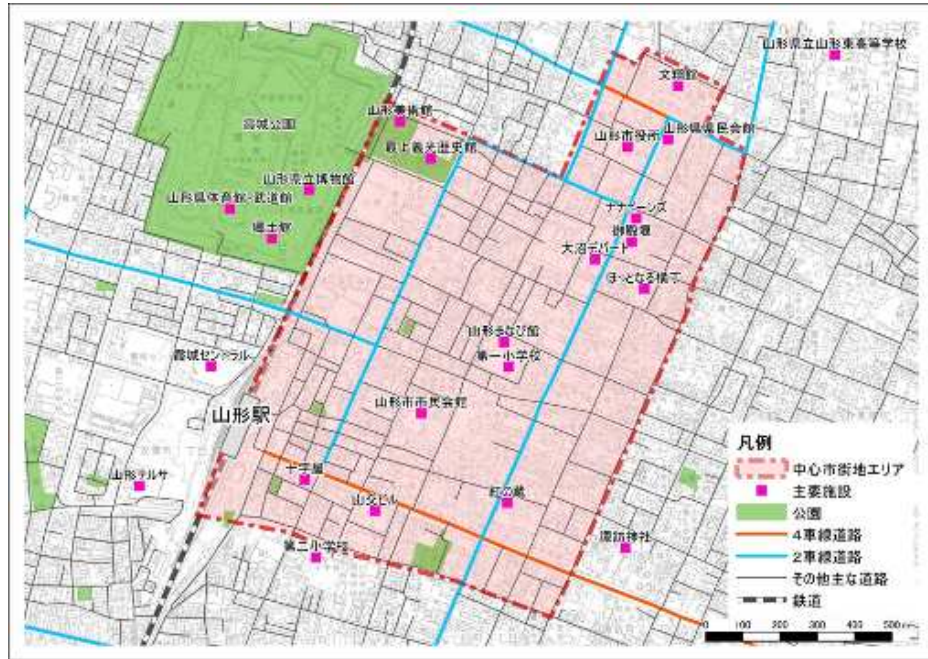 山形県立山形東高等学校
文翔館
山形美術館
霞城公園
山形市役所
山形県県民会館
最上義光歴史館
山形県立博物館
山形県体育館・武道館
郷土館
ナナビーンズ
御殿堰
大沼デパート
ほっとなる横丁
山形まなび館
第一小学校
霞城セントラル
山形市市民会館
山形駅
十字屋
山形テルサ
山交ビル
紅の蔵
第二小学校
諏訪神社
凡例
中心市街地エリア
主要施設
公園
4車線道路
2車線道路
その他主な道路
鉄道
0 100 200 300 400 500